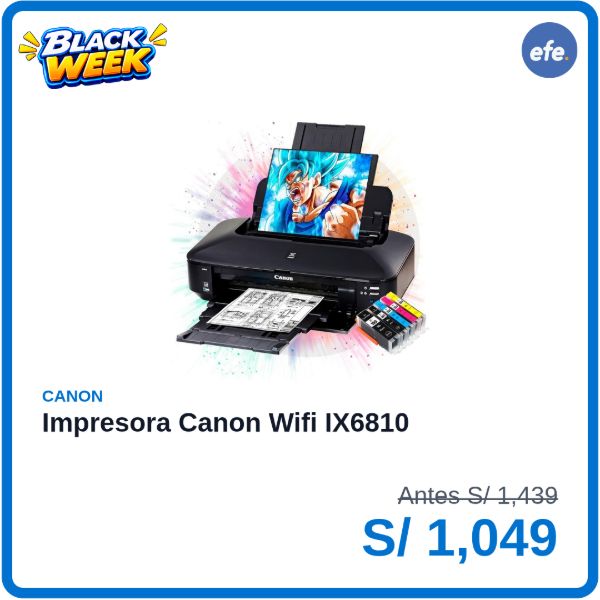 BLACK
WEEK
efe.
Canon
CANON
Impresora Canon Wifi IX6810
Antes S/ 1,439
S/ 1,049